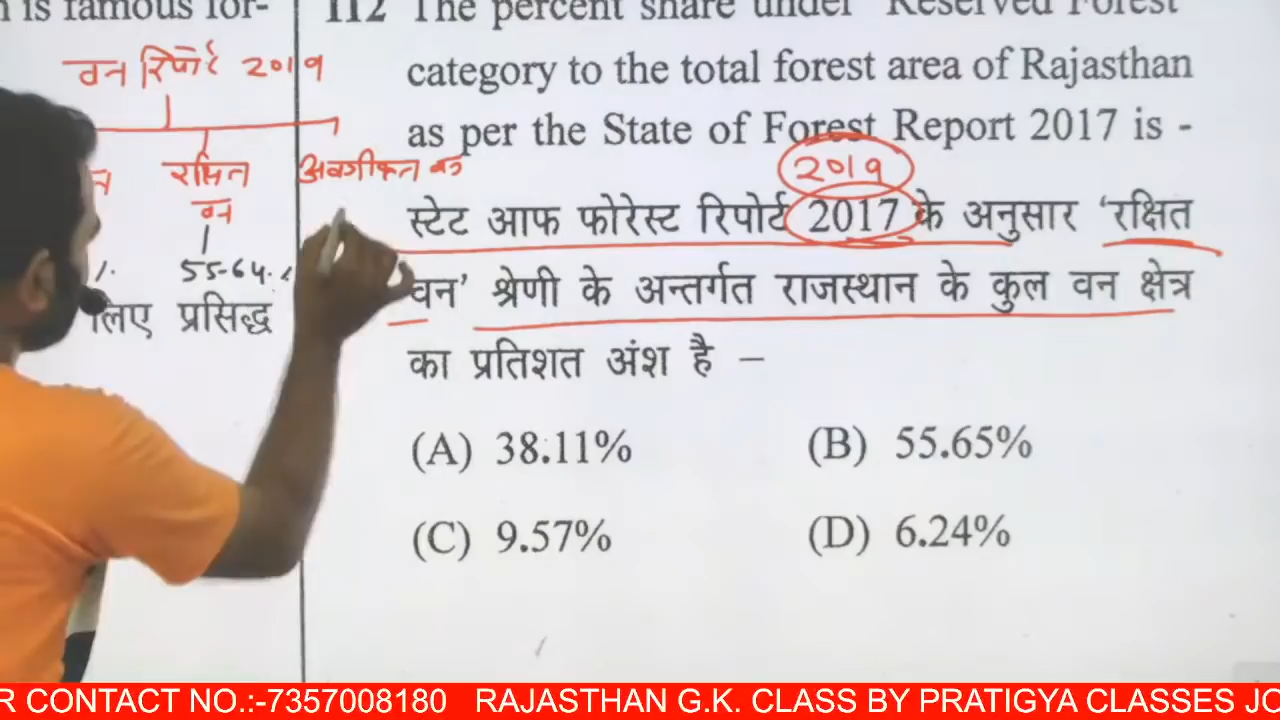 is famous for-
वन रिपोर्ट 2019
रक्षित
वन
55-64
लिए प्रसिद्ध
अवर्गीकृत वन
112 The percent share under Reserved Forest
category to the total forest area of Rajasthan
as per the State of Forest Report 2017 is -
2019
स्टेट आफ फोरेस्ट रिपोर्ट 2017 के अनुसार 'रक्षित
वन' श्रेणी के अन्तर्गत राजस्थान के कुल वन क्षेत्र
का प्रतिशत अंश है –
(A) 38.11% (B) 55.65%
(C) 9.57% (D) 6.24%
R CONTACT NO.:-7357008180 RAJASTHAN G.K. CLASS BY PRATIGYA CLASSES JO